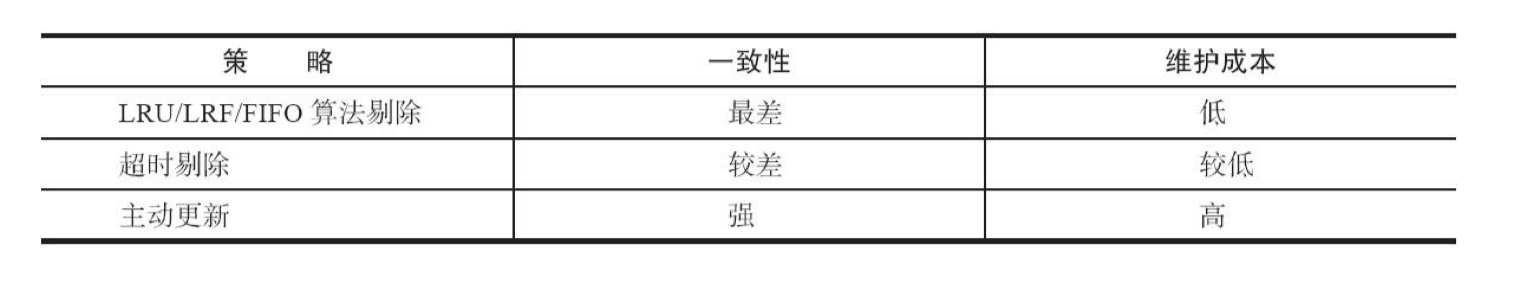 策 略 一致性 维护成本
LRU/LRF/FIFO 算法剔除 最差 低
超时剔除 较差 较低
主动更新 强 高